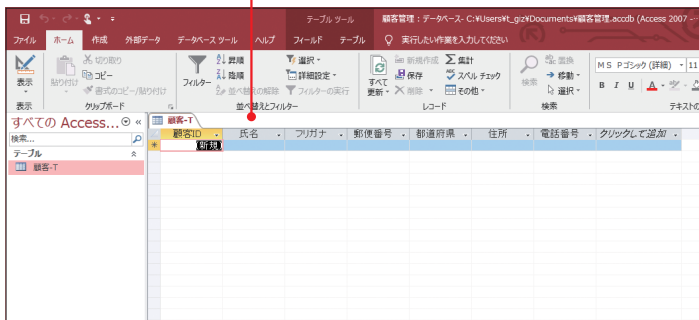 テーブル ツール
顧客管理 : データベース- C:¥Users¥t_giz¥Documents¥顧客管理.accdb (Access 2007 -
ファイル ホーム 作成 外部データ データベース ツール ヘルプ フィールド テーブル 実行したい作業を入力してください
表示
貼り付け
切り取り
コピー
書式のコピー/貼り付け
フィルター
昇順
降順
並べ替えの解除
選択
詳細設定
フィルターの実行
すべて
更新
新規作成
保存
削除
集計
スペル チェック
その他
検索
置換
移動
選択
MS Pゴシック (詳細) 11
B I U A
表示 クリップボード 並べ替えとフィルター レコード 検索 テキストの
すべての Access...
検索...
テーブル
顧客-T
顧客-T
顧客ID 氏名 フリガナ 郵便番号 都道府県 住所 電話番号 クリックして追加
* (新規)